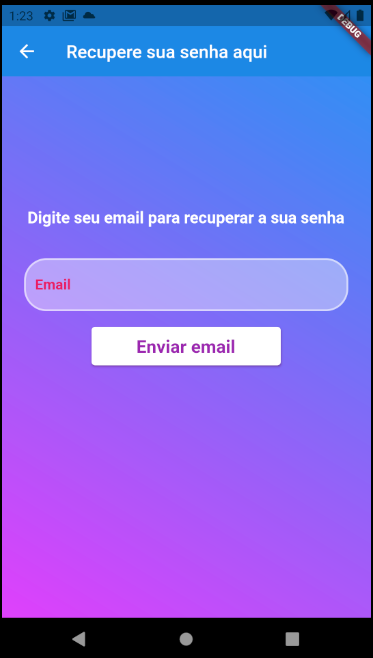 1:23
DEBUG
Recupere sua senha aqui
Digite seu email para recuperar a sua senha
Email
Enviar email